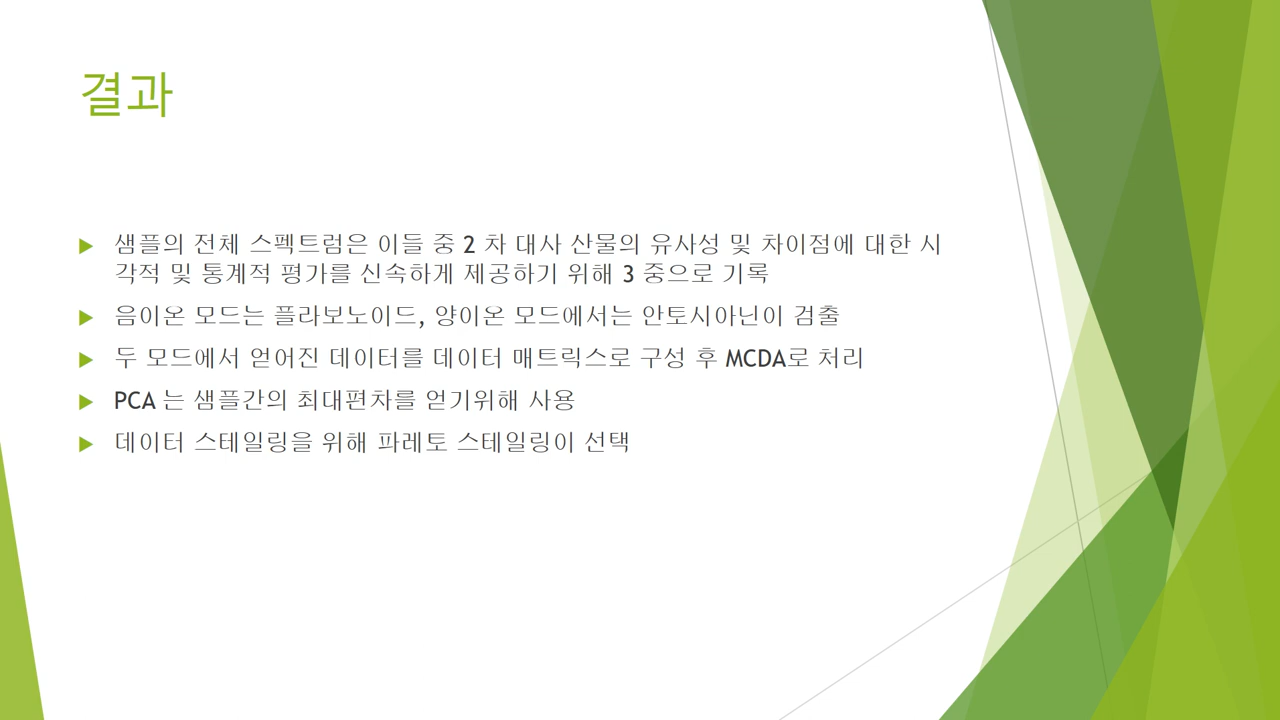 결과
샘플의 전체 스펙트럼은 이들 중 2 차 대사 산물의 유사성 및 차이점에 대한 시
각적 및 통계적 평가를 신속하게 제공하기 위해 3 중으로 기록
음이온 모드는 플라보노이드, 양이온 모드에서는 안토시아닌이 검출
두 모드에서 얻어진 데이터를 데이터 매트릭스로 구성 후 MCDA로 처리
PCA 는 샘플간의 최대편차를 얻기위해 사용
데이터 스테일링을 위해 파레토 스테일링이 선택